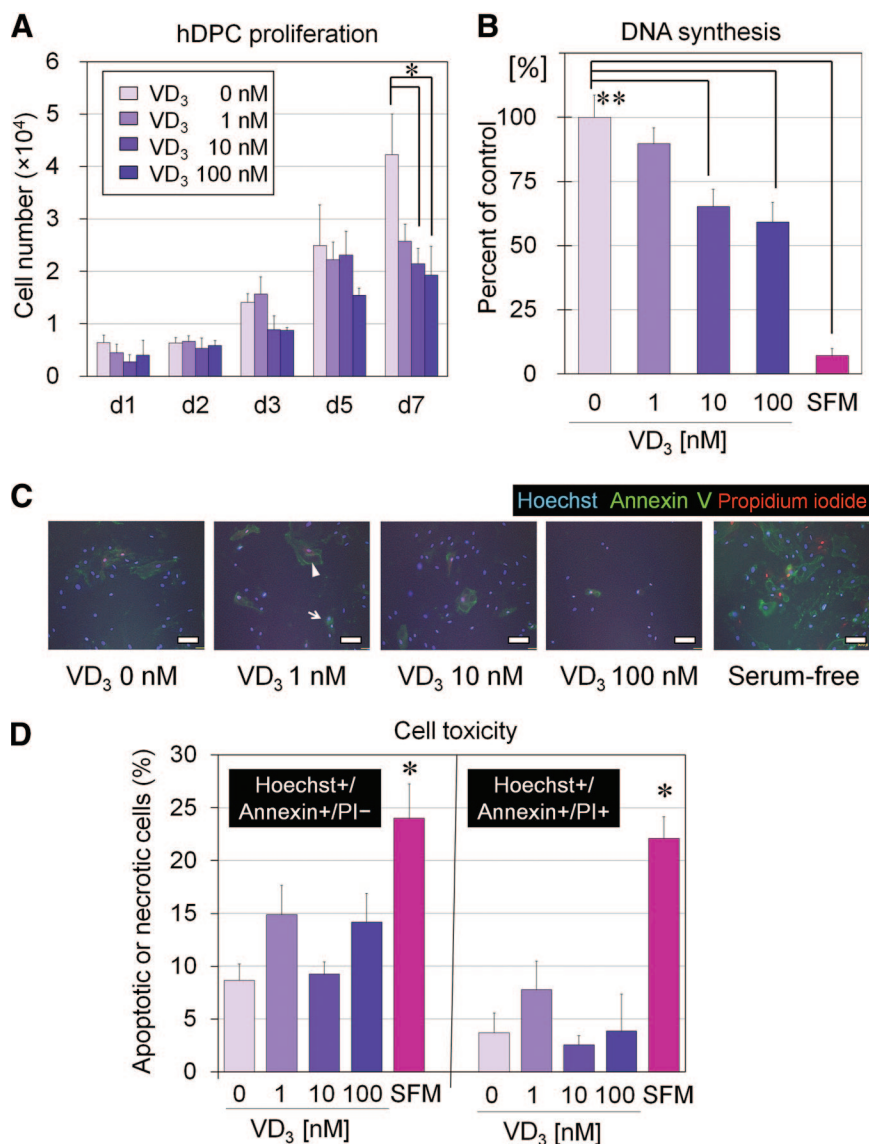 A
hDPC proliferation
Cell number (×10⁴)
6
5
4
3
2
1
0
VD₃ 0 nM
VD₃ 1 nM
VD₃ 10 nM
VD₃ 100 nM
*
d1 d2 d3 d5 d7
B
DNA synthesis
[%]
Percent of control
100
75
50
25
0
**
0 1 10 100 SFM
VD₃ [nM]
C
Hoechst Annexin V Propidium iodide
VD₃ 0 nM VD₃ 1 nM VD₃ 10 nM VD₃ 100 nM Serum-free
D
Cell toxicity
Apoptotic or necrotic cells (%)
30
25
20
15
10
5
0
Hoechst+/
Annexin+/PI−
*
Hoechst+/
Annexin+/PI+
*
0 1 10 100 SFM 0 1 10 100 SFM
VD₃ [nM] VD₃ [nM]